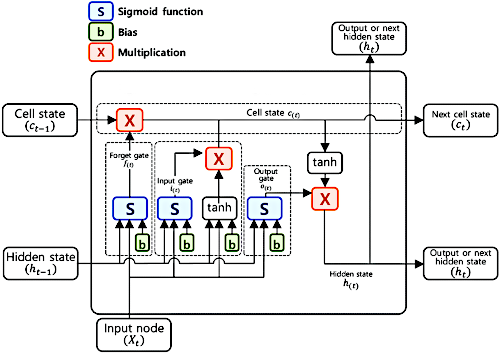 S Sigmoid function
b Bias
X Multiplication
Output or next
hidden state
(h_t)
Cell state
(c_{t−1})
X
Cell state c_(t)
Next cell state
(c_t)
Forget gate
f_(t)
Input gate
i_(t)
X
Output
gate
o_(t)
tanh
X
S
S
tanh
S
b
b
b
b
Hidden state
(h_{t−1})
Hidden state
h_(t)
Output or next
hidden state
(h_t)
Input node
(X_t)